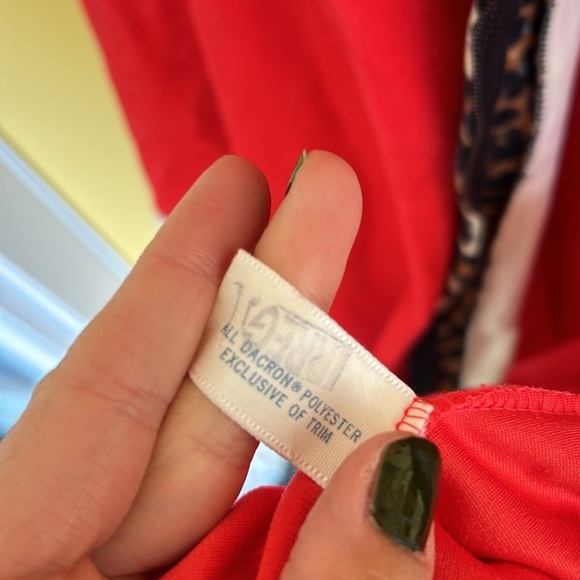 ALL DACRON® POLYESTER
EXCLUSIVE OF TRIM